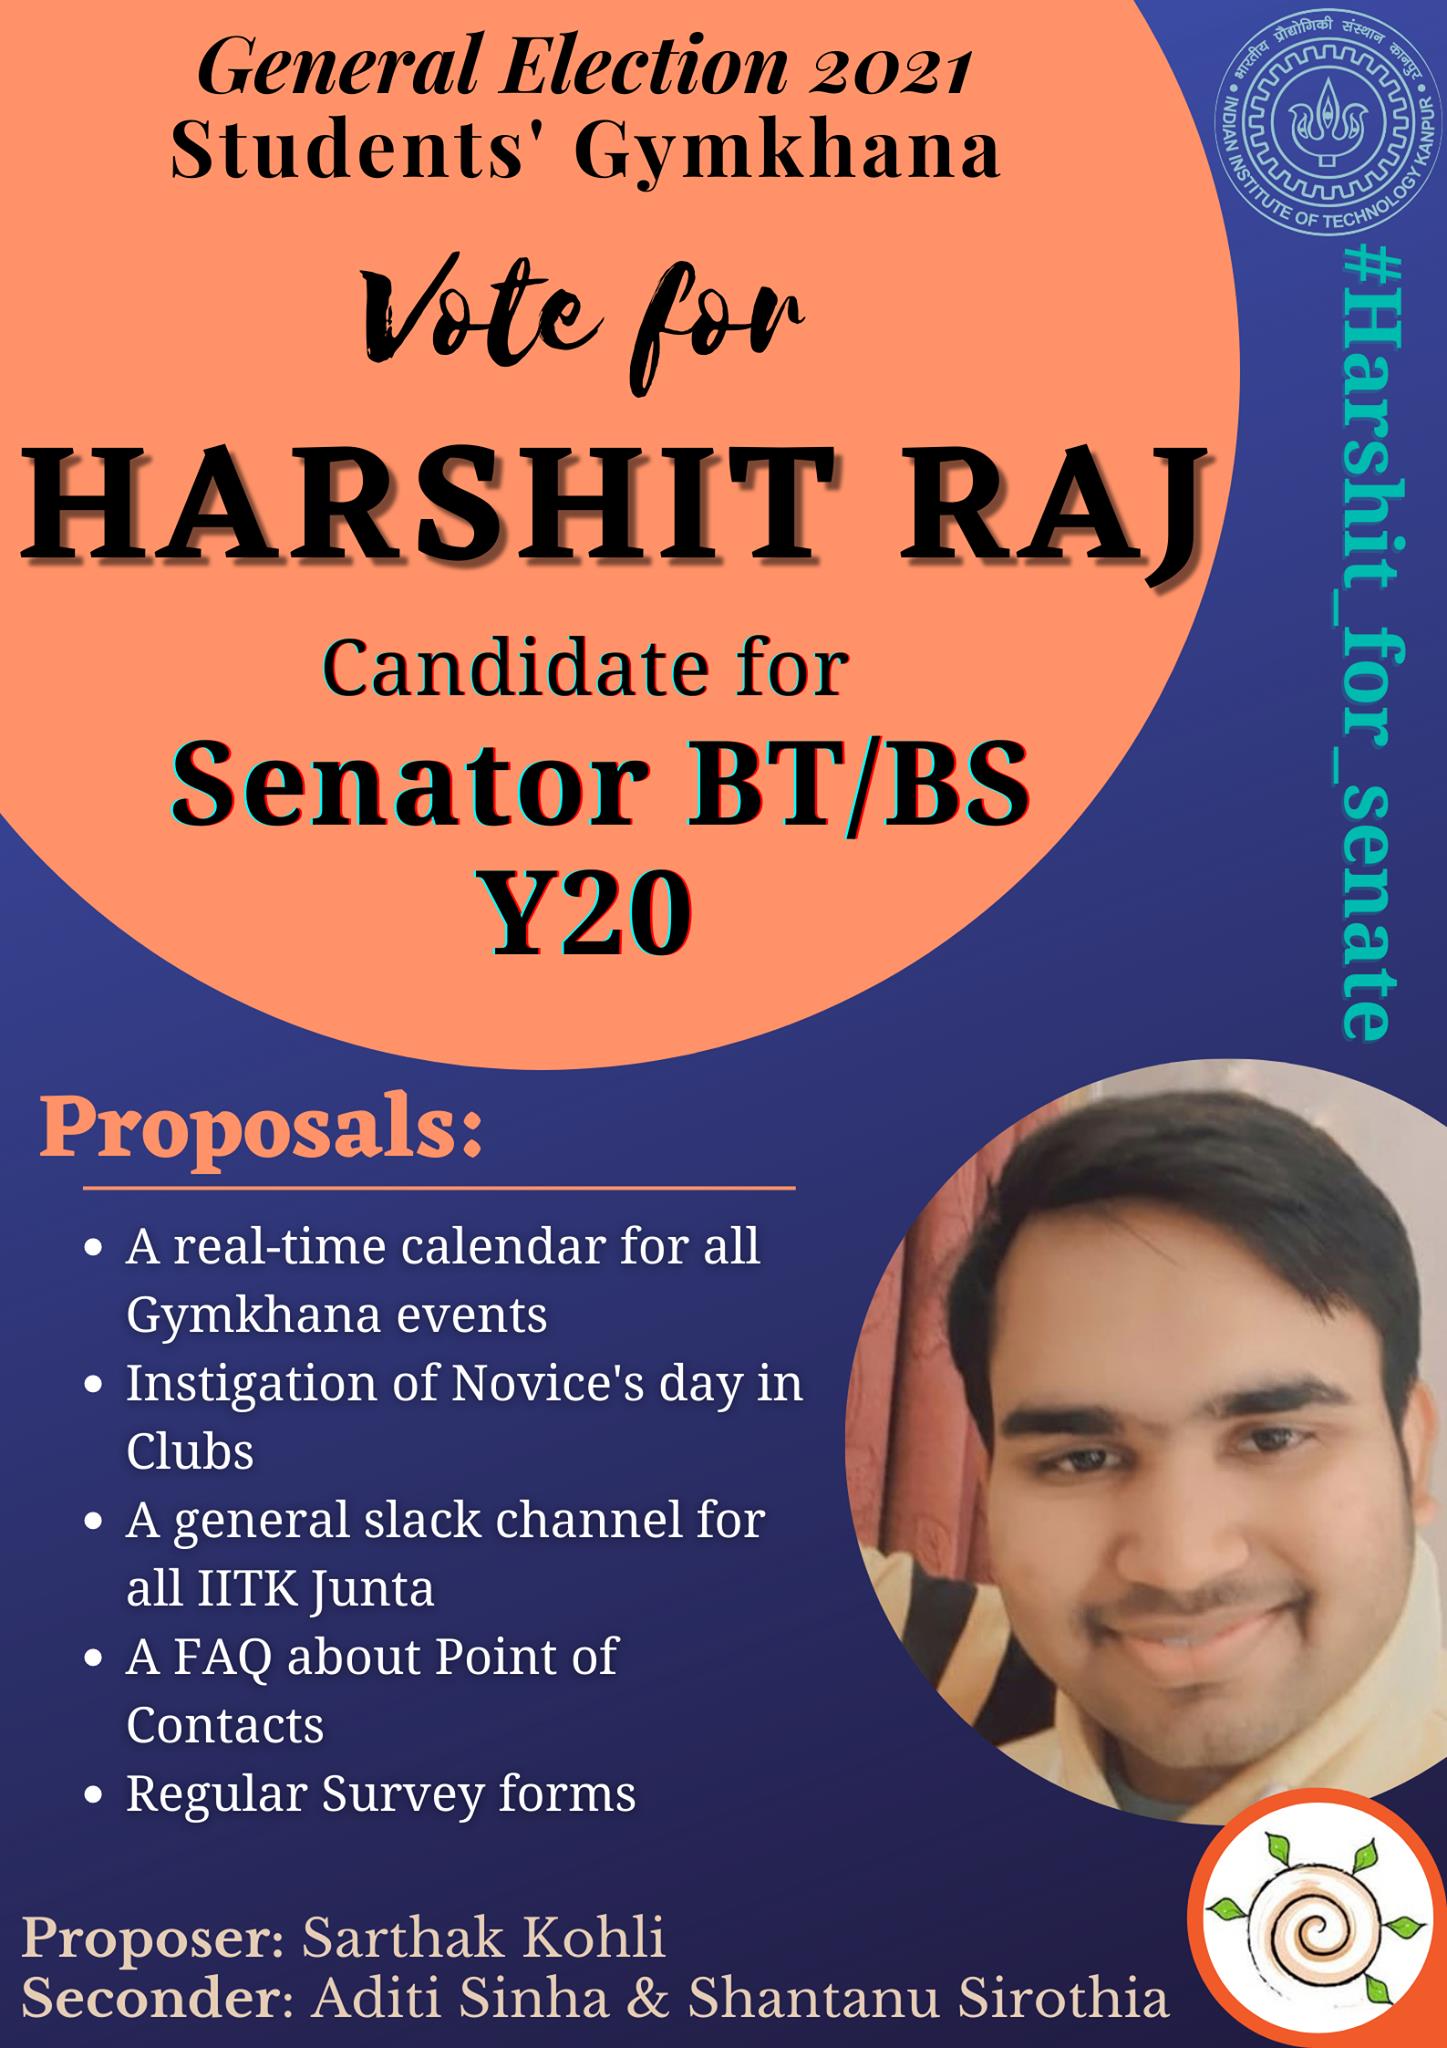 General Election 2021
Students' Gymkhana
Vote for
HARSHIT RAJ
Candidate for
Senator BT/BS
Y20
भारतीय प्रौद्योगिकी संस्थान कानपुर
INDIAN INSTITUTE OF TECHNOLOGY KANPUR
#Harshit_for_senate
Proposals:
• A real-time calendar for all
Gymkhana events
• Instigation of Novice's day in
Clubs
• A general slack channel for
all IITK Junta
• A FAQ about Point of
Contacts
• Regular Survey forms
Proposer: Sarthak Kohli
Seconder: Aditi Sinha & Shantanu Sirothia